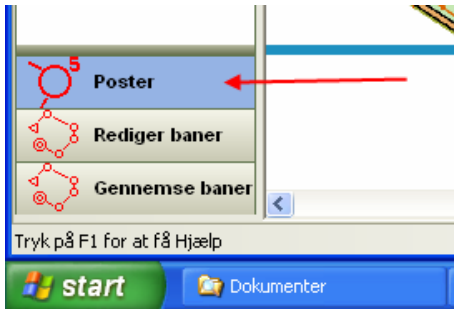 5
Poster
Rediger baner
Gennemse baner
Tryk på F1 for at få Hjælp
start
Dokumenter